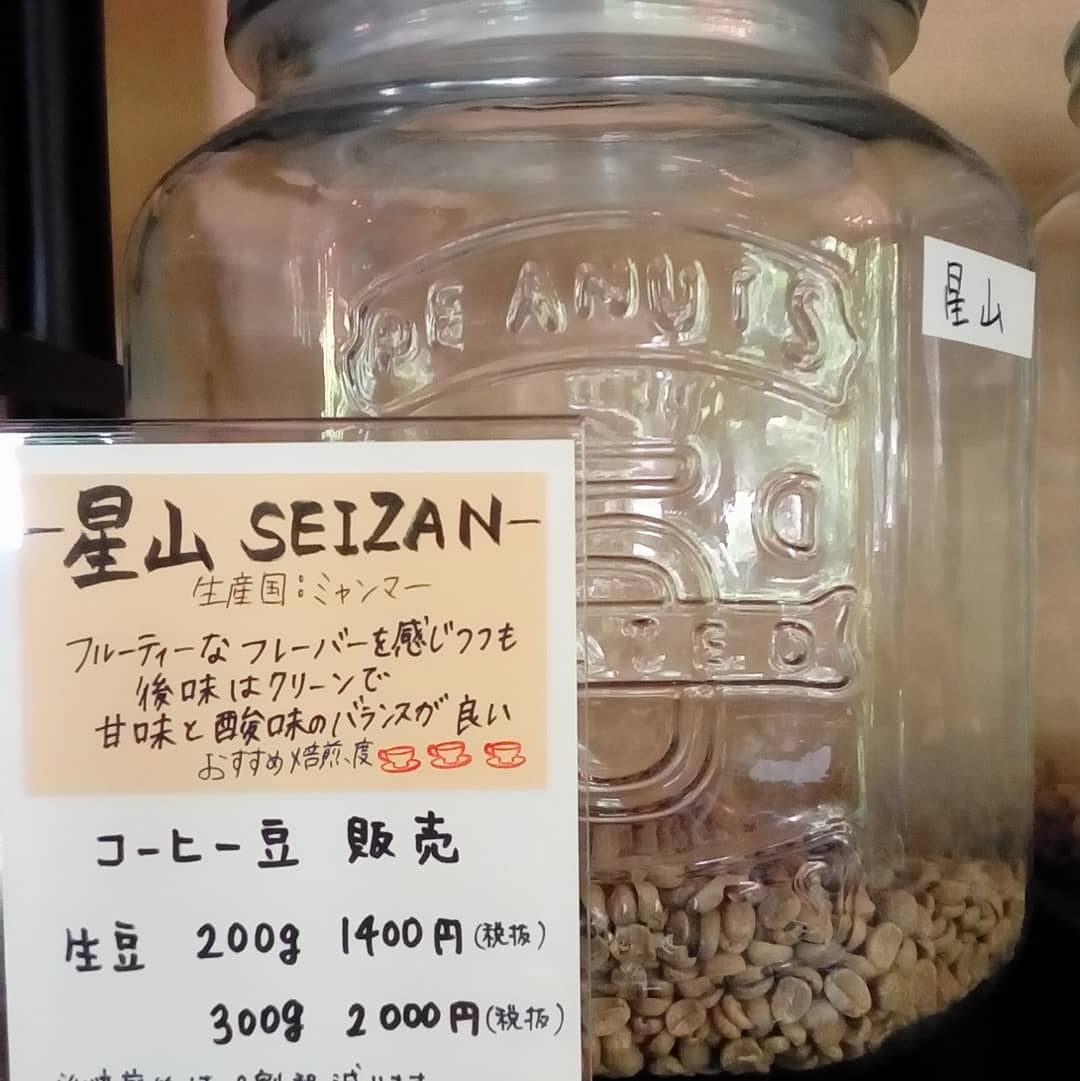 PEANUTS
星山
-星山 SEIZAN-
生産国:ミャンマー
フルーティーなフレーバーを感じつつも
後味はクリーンで
甘味と酸味のバランスが良い
おすすめ焙煎度
コーヒー豆 販売
生豆 200g 1400円(税抜)
300g 2000円(税抜)